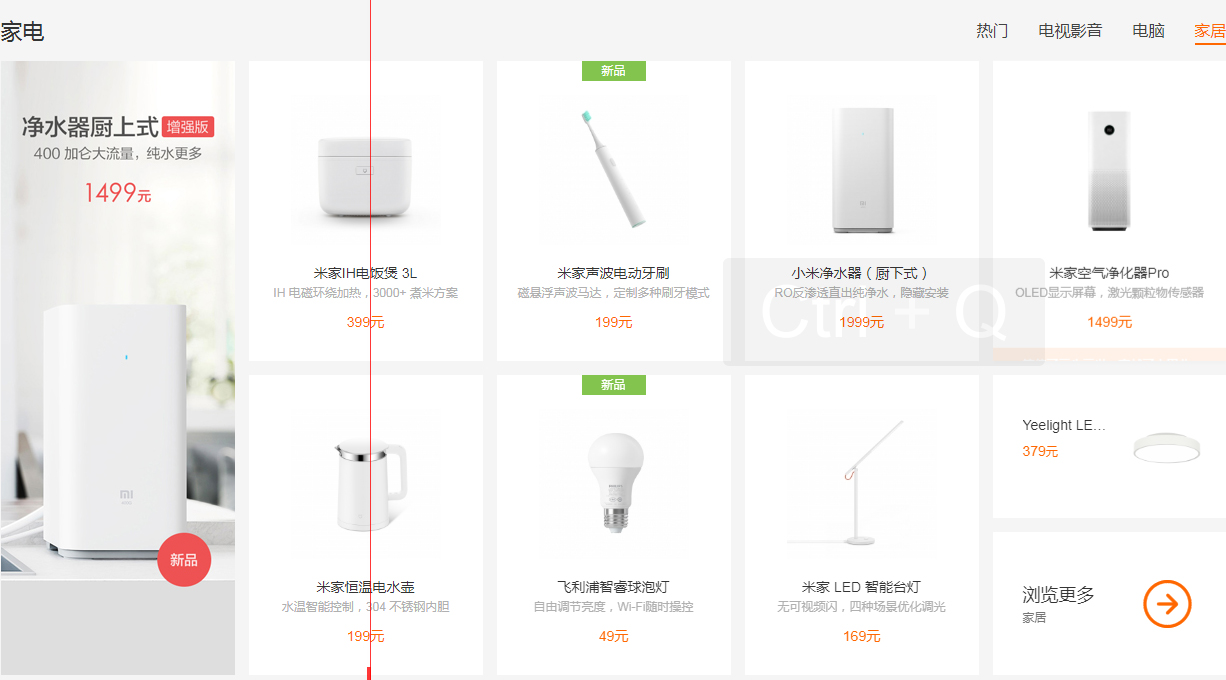 家电
热门
电视影音
电脑
家居
净水器厨上式 增强版
400 加仑大流量，纯水更多
1499元
新品
米家IH电饭煲 3L
IH 电磁环绕加热，3000+ 煮米方案
399元
新品
米家声波电动牙刷
磁悬浮声波马达，定制多种刷牙模式
199元
小米净水器（厨下式）
RO反渗透直出纯净水，隐藏安装
1999元
Ctrl + Q
米家空气净化器Pro
OLED显示屏幕，激光颗粒物传感器
1499元
米家恒温电水壶
水温智能控制，304 不锈钢内胆
199元
新品
飞利浦智睿球泡灯
自由调节亮度，Wi-Fi随时操控
49元
米家 LED 智能台灯
无可视频闪，四种场景优化调光
169元
Yeelight LE...
379元
浏览更多
家居